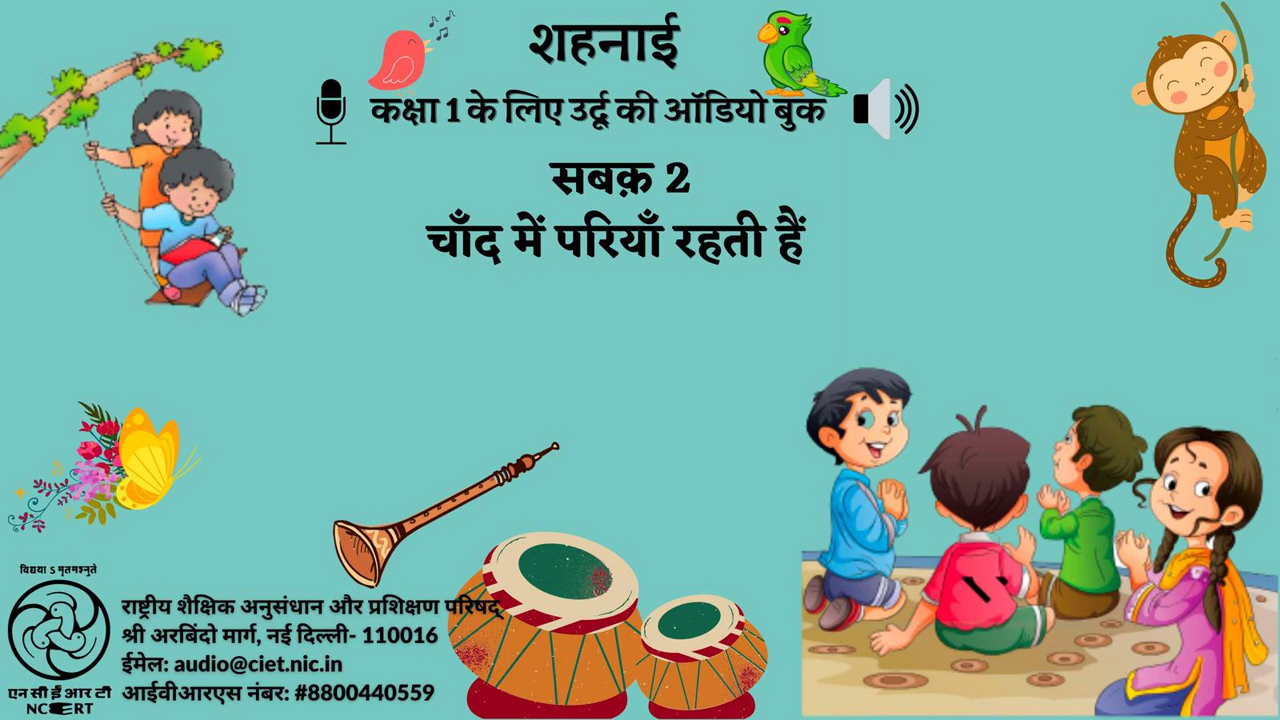 शहनाई
कक्षा 1 के लिए उर्दू की ऑडियो बुक
सबक़ 2
चाँद में परियाँ रहती हैं
विद्यया ऽ मृतमश्नुते
एन सी ई आर टी
NCERT
राष्ट्रीय शैक्षिक अनुसंधान और प्रशिक्षण परिषद्
श्री अरबिंदो मार्ग, नई दिल्ली- 110016
ईमेल: audio@ciet.nic.in
आईवीआरएस नंबर: #8800440559